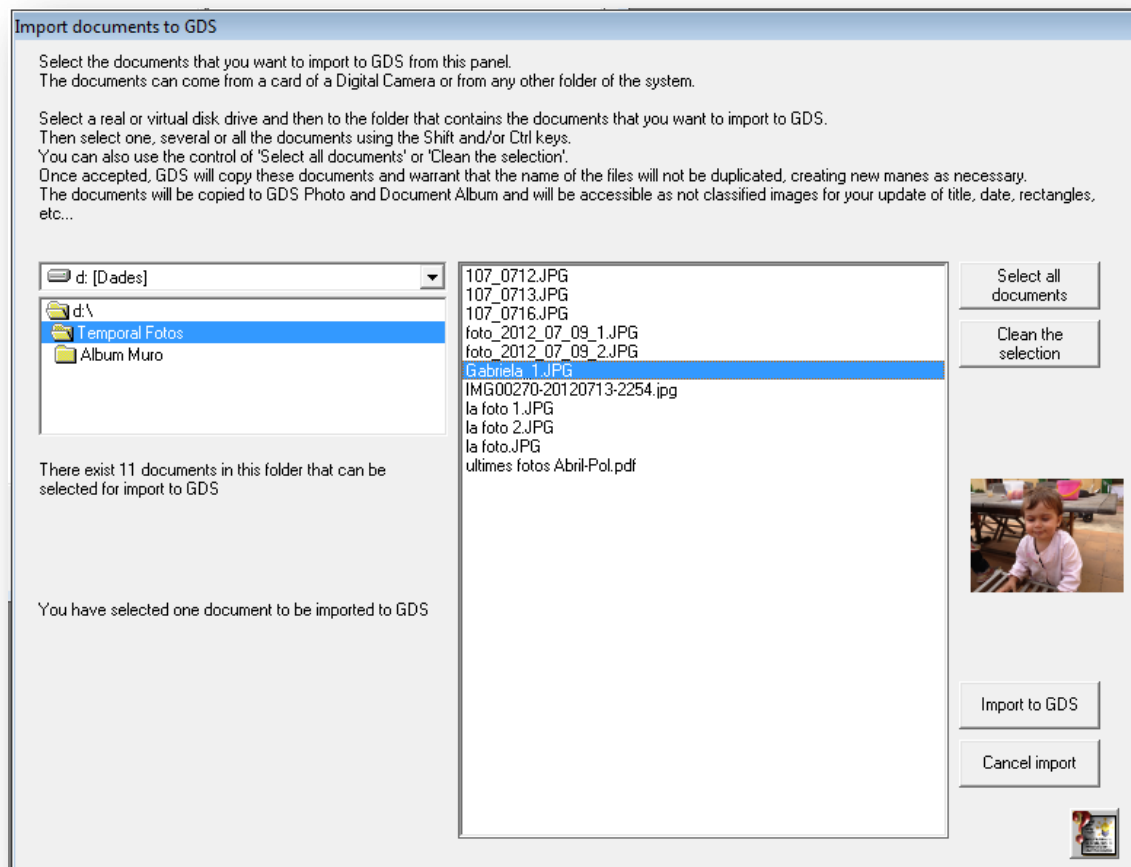 Import documents to GDS
Select the documents that you want to import to GDS from this panel.
The documents can come from a card of a Digital Camera or from any other folder of the system.
Select a real or virtual disk drive and then to the folder that contains the documents that you want to import to GDS.
Then select one, several or all the documents using the Shift and/or Ctrl keys.
You can also use the control of 'Select all documents' or 'Clean the selection'.
Once accepted, GDS will copy these documents and warrant that the name of the files will not be duplicated, creating new manes as necessary.
The documents will be copied to GDS Photo and Document Album and will be accessible as not classified images for your update of title, date, rectangles,
etc...
d: [Dades]
d:\
Temporal Fotos
Album Muro
There exist 11 documents in this folder that can be
selected for import to GDS
You have selected one document to be imported to GDS
107_0712.JPG
107_0713.JPG
107_0716.JPG
foto_2012_07_09_1.JPG
foto_2012_07_09_2.JPG
Gabriela_1.JPG
IMG00270-20120713-2254.jpg
la foto 1.JPG
la foto 2.JPG
la foto.JPG
ultimes fotos Abril-Pol.pdf
Select all
documents
Clean the
selection
Import to GDS
Cancel import